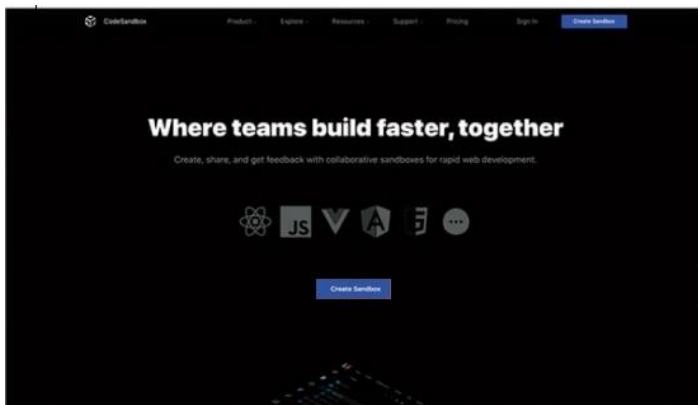 CodeSandbox Product Explore Resources Support Pricing Sign In Create Sandbox
Where teams build faster, together
Create, share, and get feedback with collaborative sandboxes for rapid web development.
JS
Create Sandbox